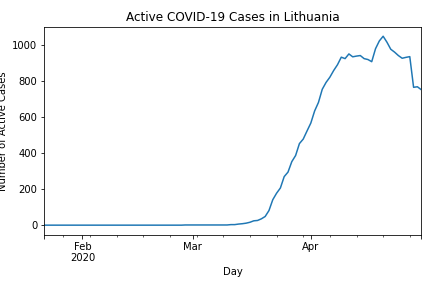 Active COVID-19 Cases in Lithuania
Number of Active Cases
1000
800
600
400
200
0
Feb
2020
Mar
Apr
Day